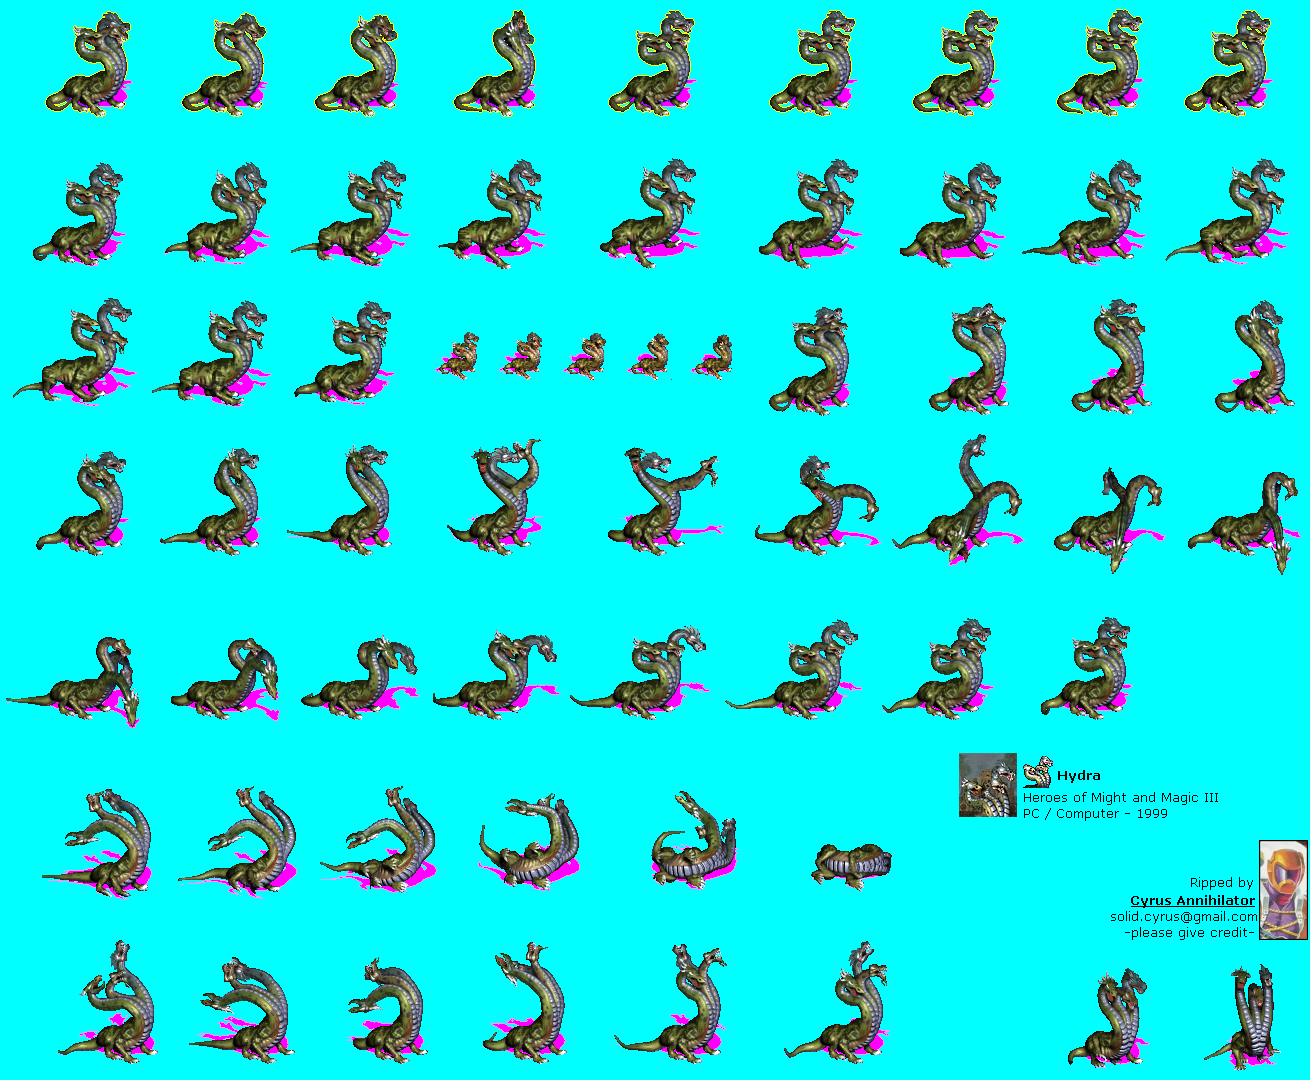 Hydra
Heroes of Might and Magic III
PC / Computer - 1999
Ripped by
Cyrus Annihilator
solid.cyrus@gmail.com
-please give credit-